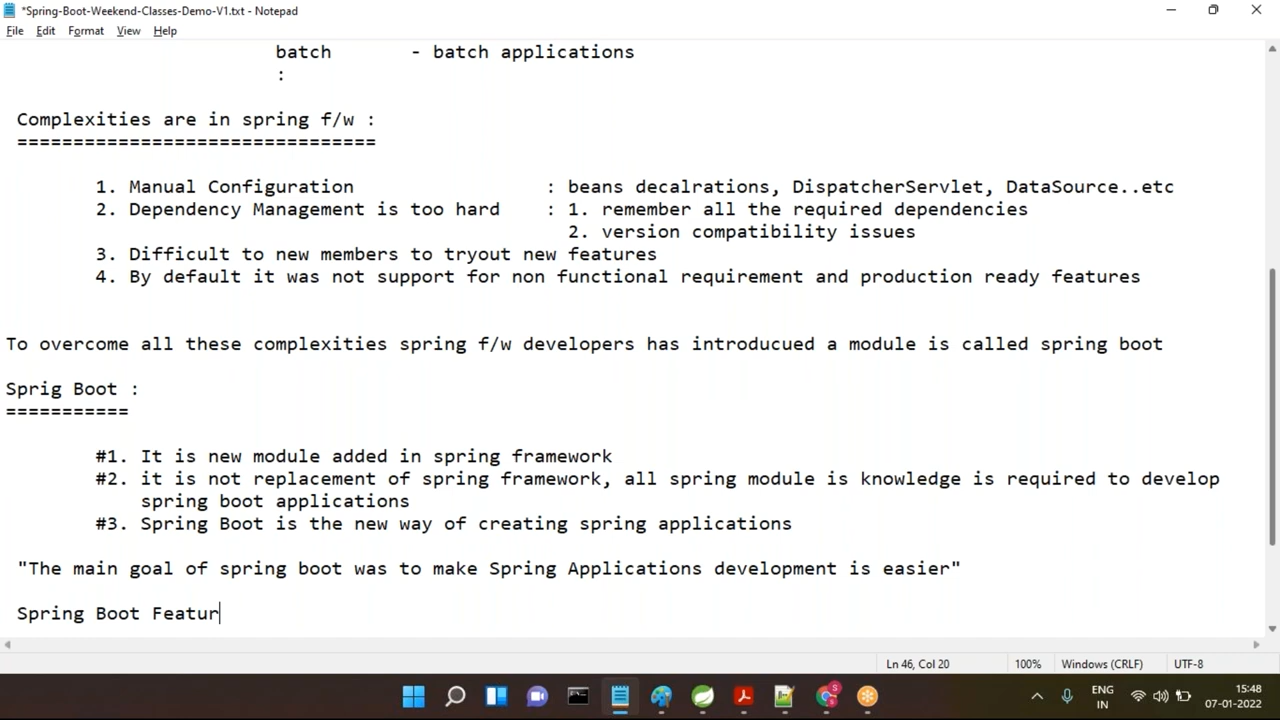 *Spring-Boot-Weekend-Classes-Demo-V1.txt - Notepad
File Edit Format View Help
batch - batch applications
:
Complexities are in spring f/w :
================================
1. Manual Configuration : beans decalrations, DispatcherServlet, DataSource..etc
2. Dependency Management is too hard : 1. remember all the required dependencies
2. version compatibility issues
3. Difficult to new members to tryout new features
4. By default it was not support for non functional requirement and production ready features
To overcome all these complexities spring f/w developers has introducued a module is called spring boot
Sprig Boot :
===========
#1. It is new module added in spring framework
#2. it is not replacement of spring framework, all spring module is knowledge is required to develop
spring boot applications
#3. Spring Boot is the new way of creating spring applications
"The main goal of spring boot was to make Spring Applications development is easier"
Spring Boot Featur
Ln 46, Col 20 100% Windows (CRLF) UTF-8
ENG
IN
15:48
07-01-2022